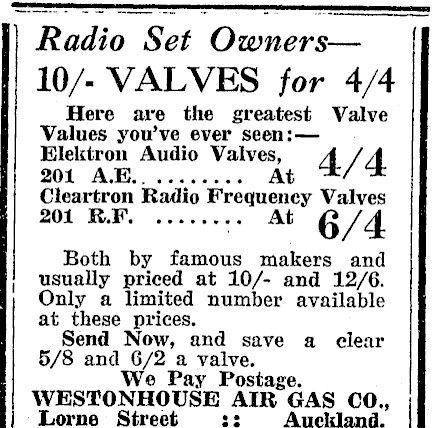 Radio Set Owners—
10/- VALVES for 4/4
Here are the greatest Valve
Values you've ever seen:—
Elektron Audio Valves,
201 A.E. ......... At 4/4
Cleartron Radio Frequency Valves
201 R.F. ........ At 6/4
Both by famous makers and
usually priced at 10/- and 12/6.
Only a limited number available
at these prices.
Send Now, and save a clear
5/8 and 6/2 a valve.
We Pay Postage.
WESTONHOUSE AIR GAS CO.,
Lorne Street :: Auckland.